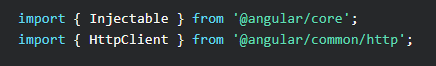 import { Injectable } from '@angular/core';
import { HttpClient } from '@angular/common/http';